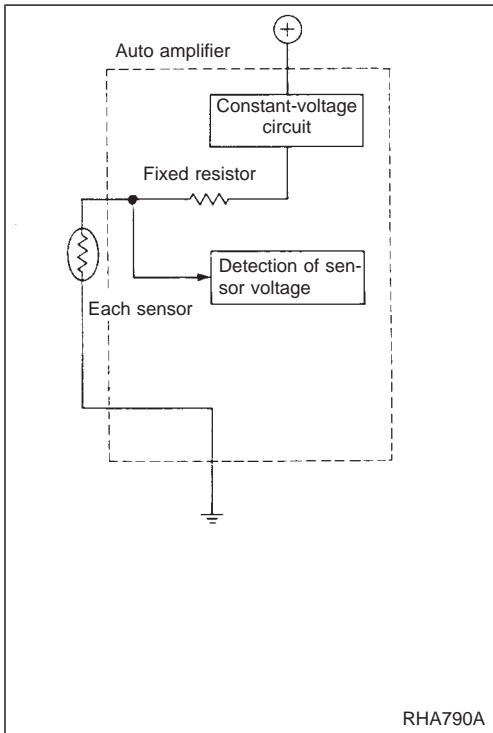 Auto amplifier
Constant-voltage
circuit
Fixed resistor
Detection of sen-
sor voltage
Each sensor
RHA790A